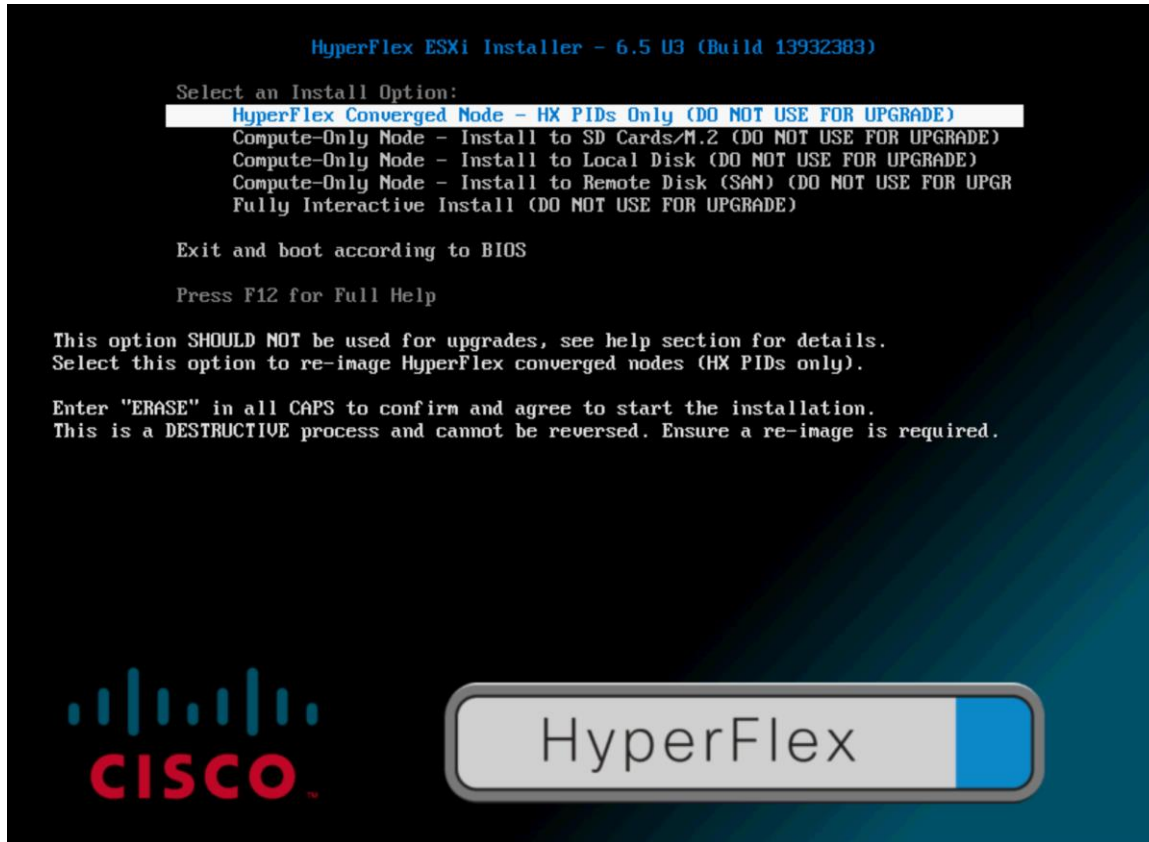 HyperFlex ESXi Installer - 6.5 U3 (Build 13932383)
Select an Install Option:
HyperFlex Converged Node - HX PIDs Only (DO NOT USE FOR UPGRADE)
Compute-Only Node - Install to SD Cards/M.2 (DO NOT USE FOR UPGRADE)
Compute-Only Node - Install to Local Disk (DO NOT USE FOR UPGRADE)
Compute-Only Node - Install to Remote Disk (SAN) (DO NOT USE FOR UPGR
Fully Interactive Install (DO NOT USE FOR UPGRADE)
Exit and boot according to BIOS
Press F12 for Full Help
This option SHOULD NOT be used for upgrades, see help section for details.
Select this option to re-image HyperFlex converged nodes (HX PIDs only).
Enter "ERASE" in all CAPS to confirm and agree to start the installation.
This is a DESTRUCTIVE process and cannot be reversed. Ensure a re-image is required.
CISCO™
HyperFlex